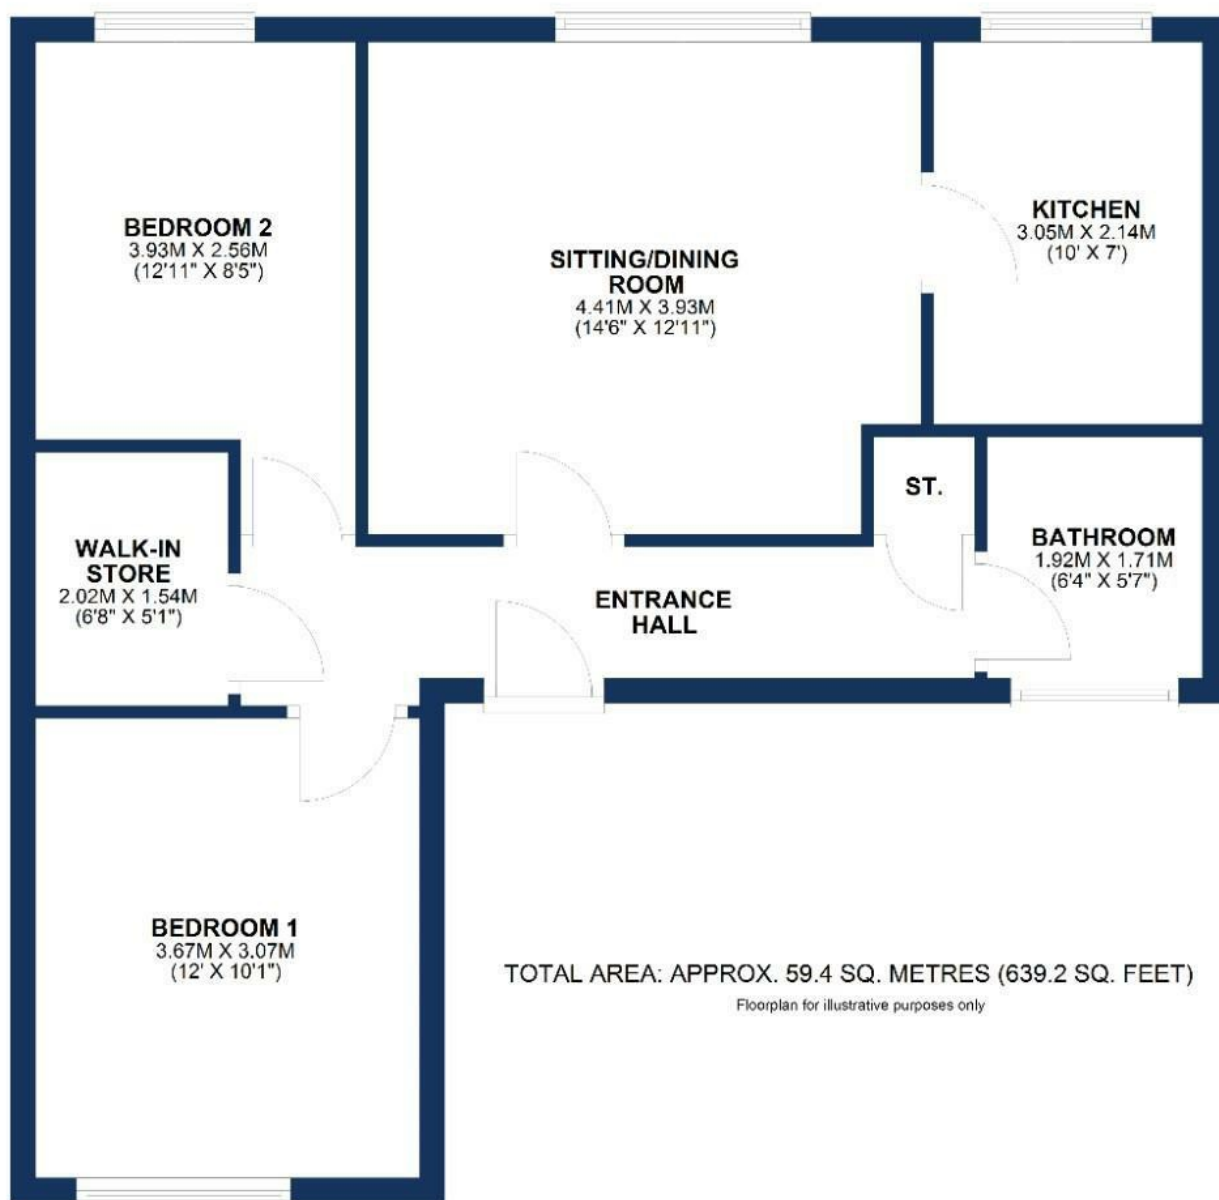 BEDROOM 2
3.93M X 2.56M
(12'11" X 8'5")
SITTING/DINING
ROOM
4.41M X 3.93M
(14'6" X 12'11")
KITCHEN
3.05M X 2.14M
(10' X 7')
WALK-IN
STORE
2.02M X 1.54M
(6'8" X 5'1")
ENTRANCE
HALL
ST.
BATHROOM
1.92M X 1.71M
(6'4" X 5'7")
BEDROOM 1
3.67M X 3.07M
(12' X 10'1")
TOTAL AREA: APPROX. 59.4 SQ. METRES (639.2 SQ. FEET)
Floorplan for illustrative purposes only